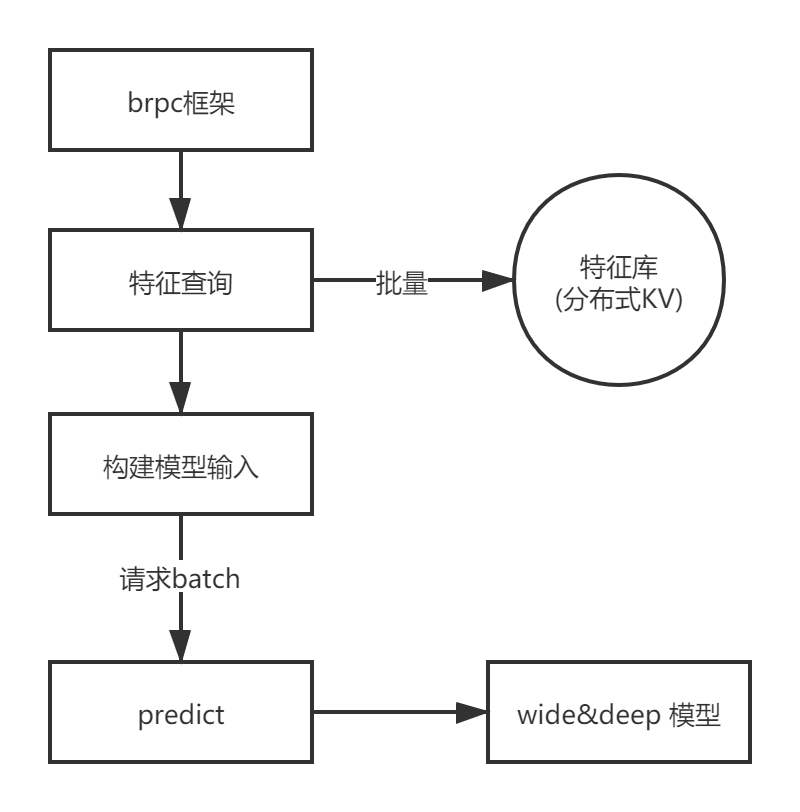 brpc框架
特征查询
批量
特征库
(分布式KV)
构建模型输入
请求batch
predict
wide&deep 模型